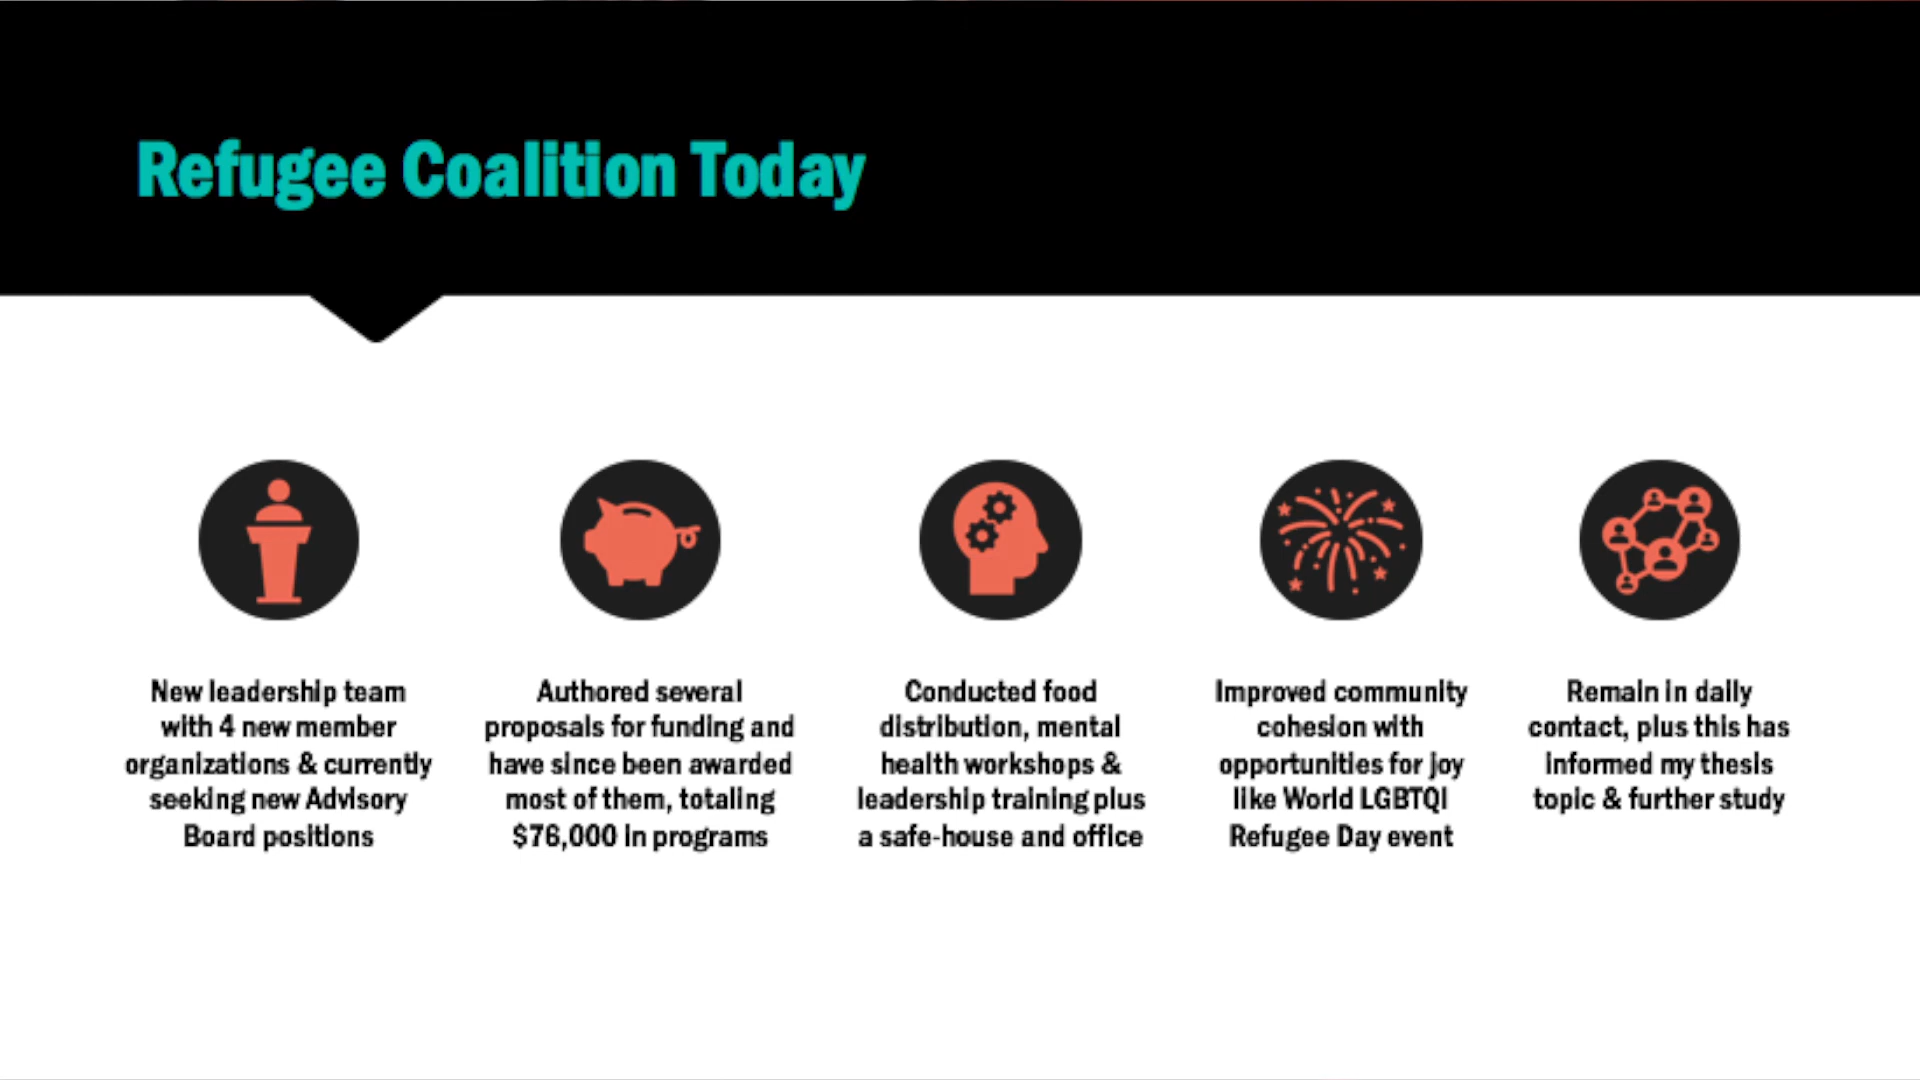 Refugee Coalition Today
New leadership team
with 4 new member
organizations & currently
seeking new Advisory
Board positions
Authored several
proposals for funding and
have since been awarded
most of them, totaling
$76,000 in programs
Conducted food
distribution, mental
health workshops &
leadership training plus
a safe-house and office
Improved community
cohesion with
opportunities for joy
like World LGBTQI
Refugee Day event
Remain in daily
contact, plus this has
informed my thesis
topic & further study